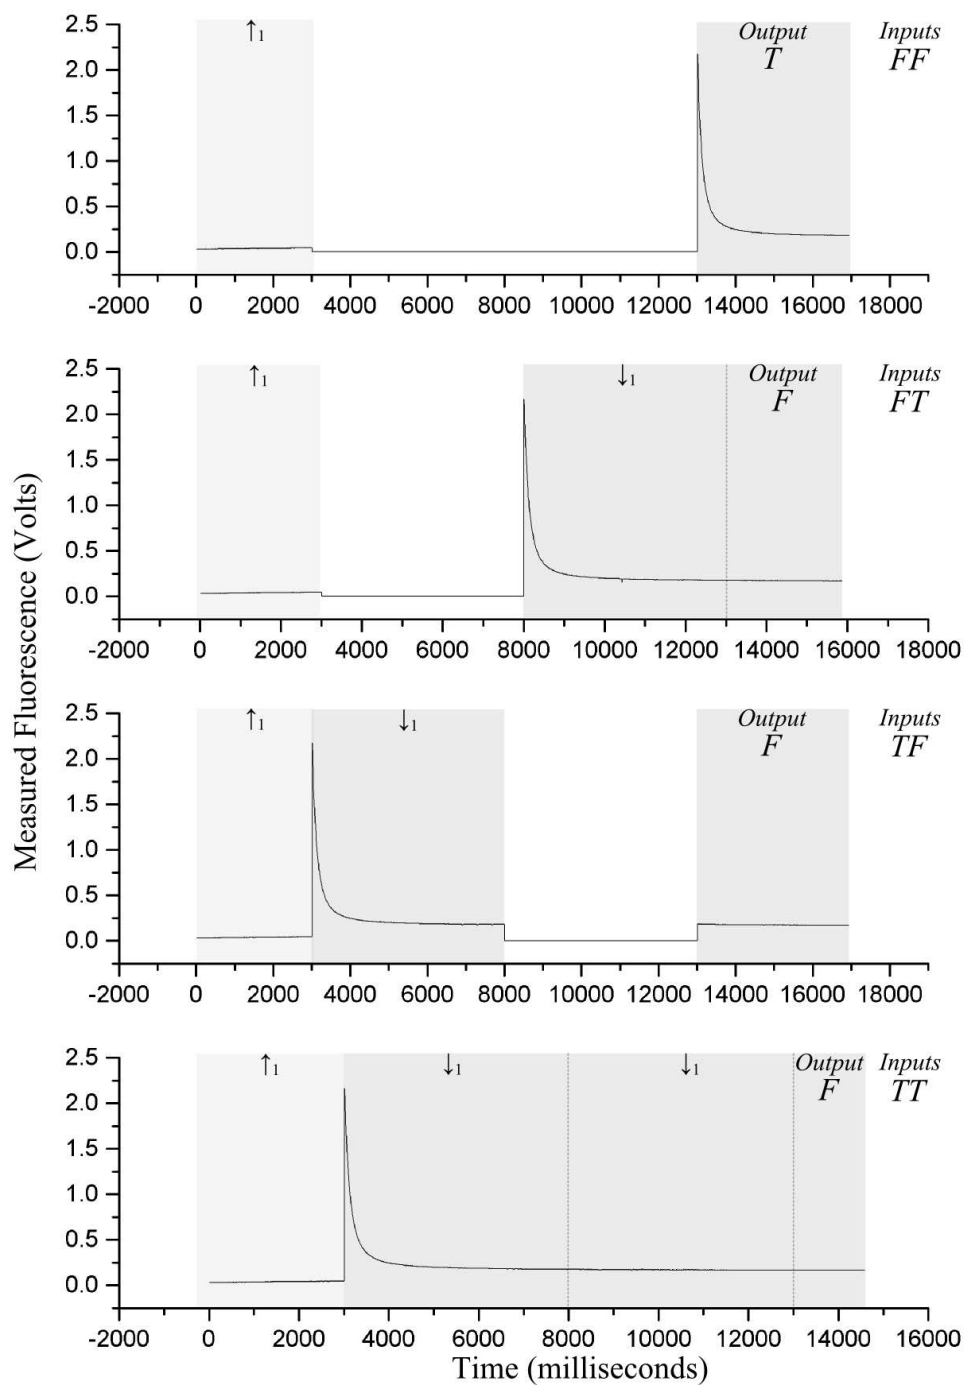 ↑1 Output Inputs
2.5 T FF
2.0
1.5
1.0
0.5
0.0
-2000 0 2000 4000 6000 8000 10000 12000 14000 16000 18000
↑1 ↓1 Output Inputs
2.5 F FT
2.0
1.5
1.0
0.5
0.0
-2000 0 2000 4000 6000 8000 10000 12000 14000 16000 18000
Measured Fluorescence (Volts)
↑1 ↓1 Output Inputs
2.5 F TF
2.0
1.5
1.0
0.5
0.0
-2000 0 2000 4000 6000 8000 10000 12000 14000 16000 18000
↑1 ↓1 ↓1 Output Inputs
2.5 F TT
2.0
1.5
1.0
0.5
0.0
-2000 0 2000 4000 6000 8000 10000 12000 14000 16000
Time (milliseconds)